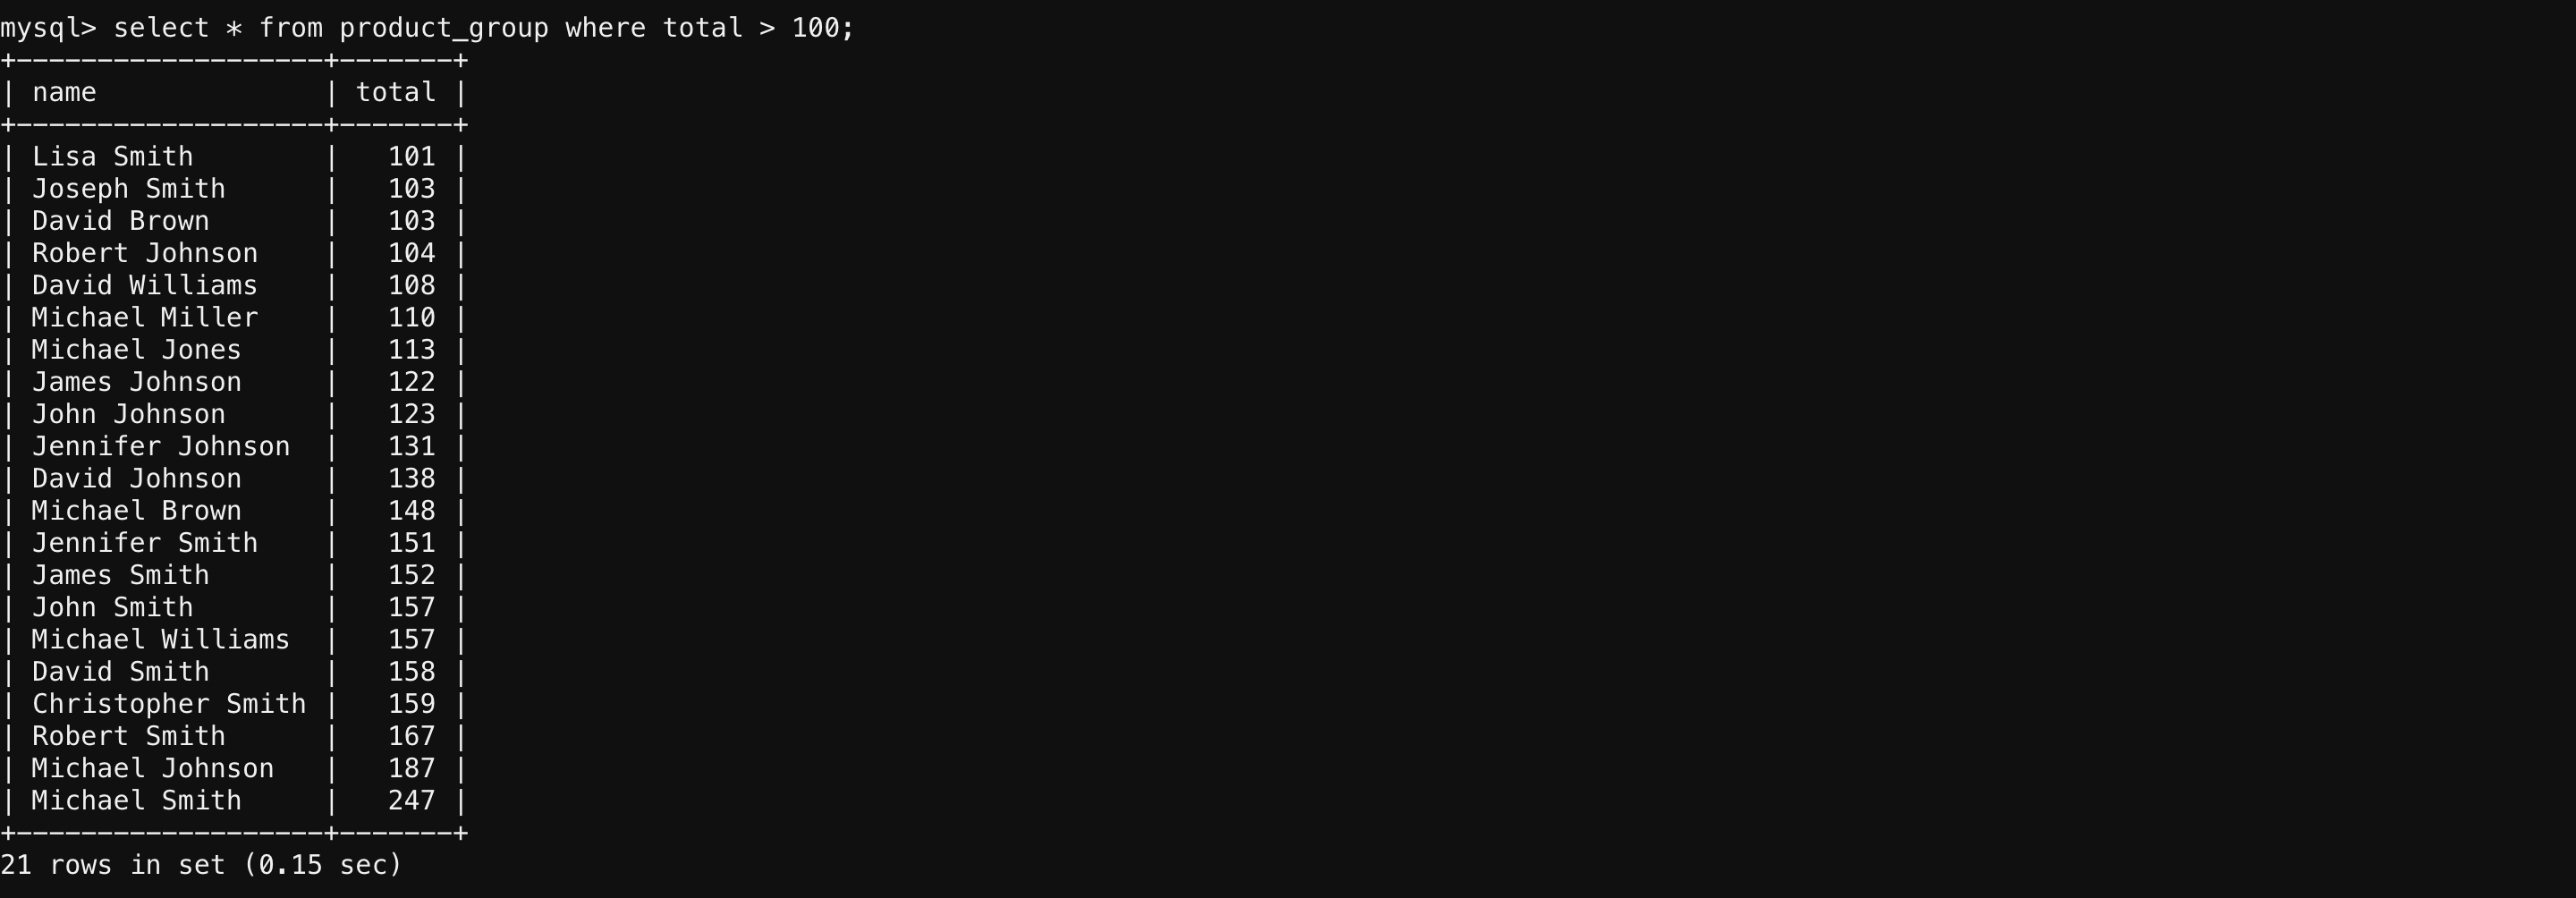 mysql> select * from product_group where total > 100;
+-------------------+-------+
| name              | total |
+-------------------+-------+
| Lisa Smith        |   101 |
| Joseph Smith      |   103 |
| David Brown       |   103 |
| Robert Johnson    |   104 |
| David Williams    |   108 |
| Michael Miller    |   110 |
| Michael Jones     |   113 |
| James Johnson     |   122 |
| John Johnson      |   123 |
| Jennifer Johnson  |   131 |
| David Johnson     |   138 |
| Michael Brown     |   148 |
| Jennifer Smith    |   151 |
| James Smith       |   152 |
| John Smith        |   157 |
| Michael Williams  |   157 |
| David Smith       |   158 |
| Christopher Smith |   159 |
| Robert Smith      |   167 |
| Michael Johnson   |   187 |
| Michael Smith     |   247 |
+-------------------+-------+
21 rows in set (0.15 sec)